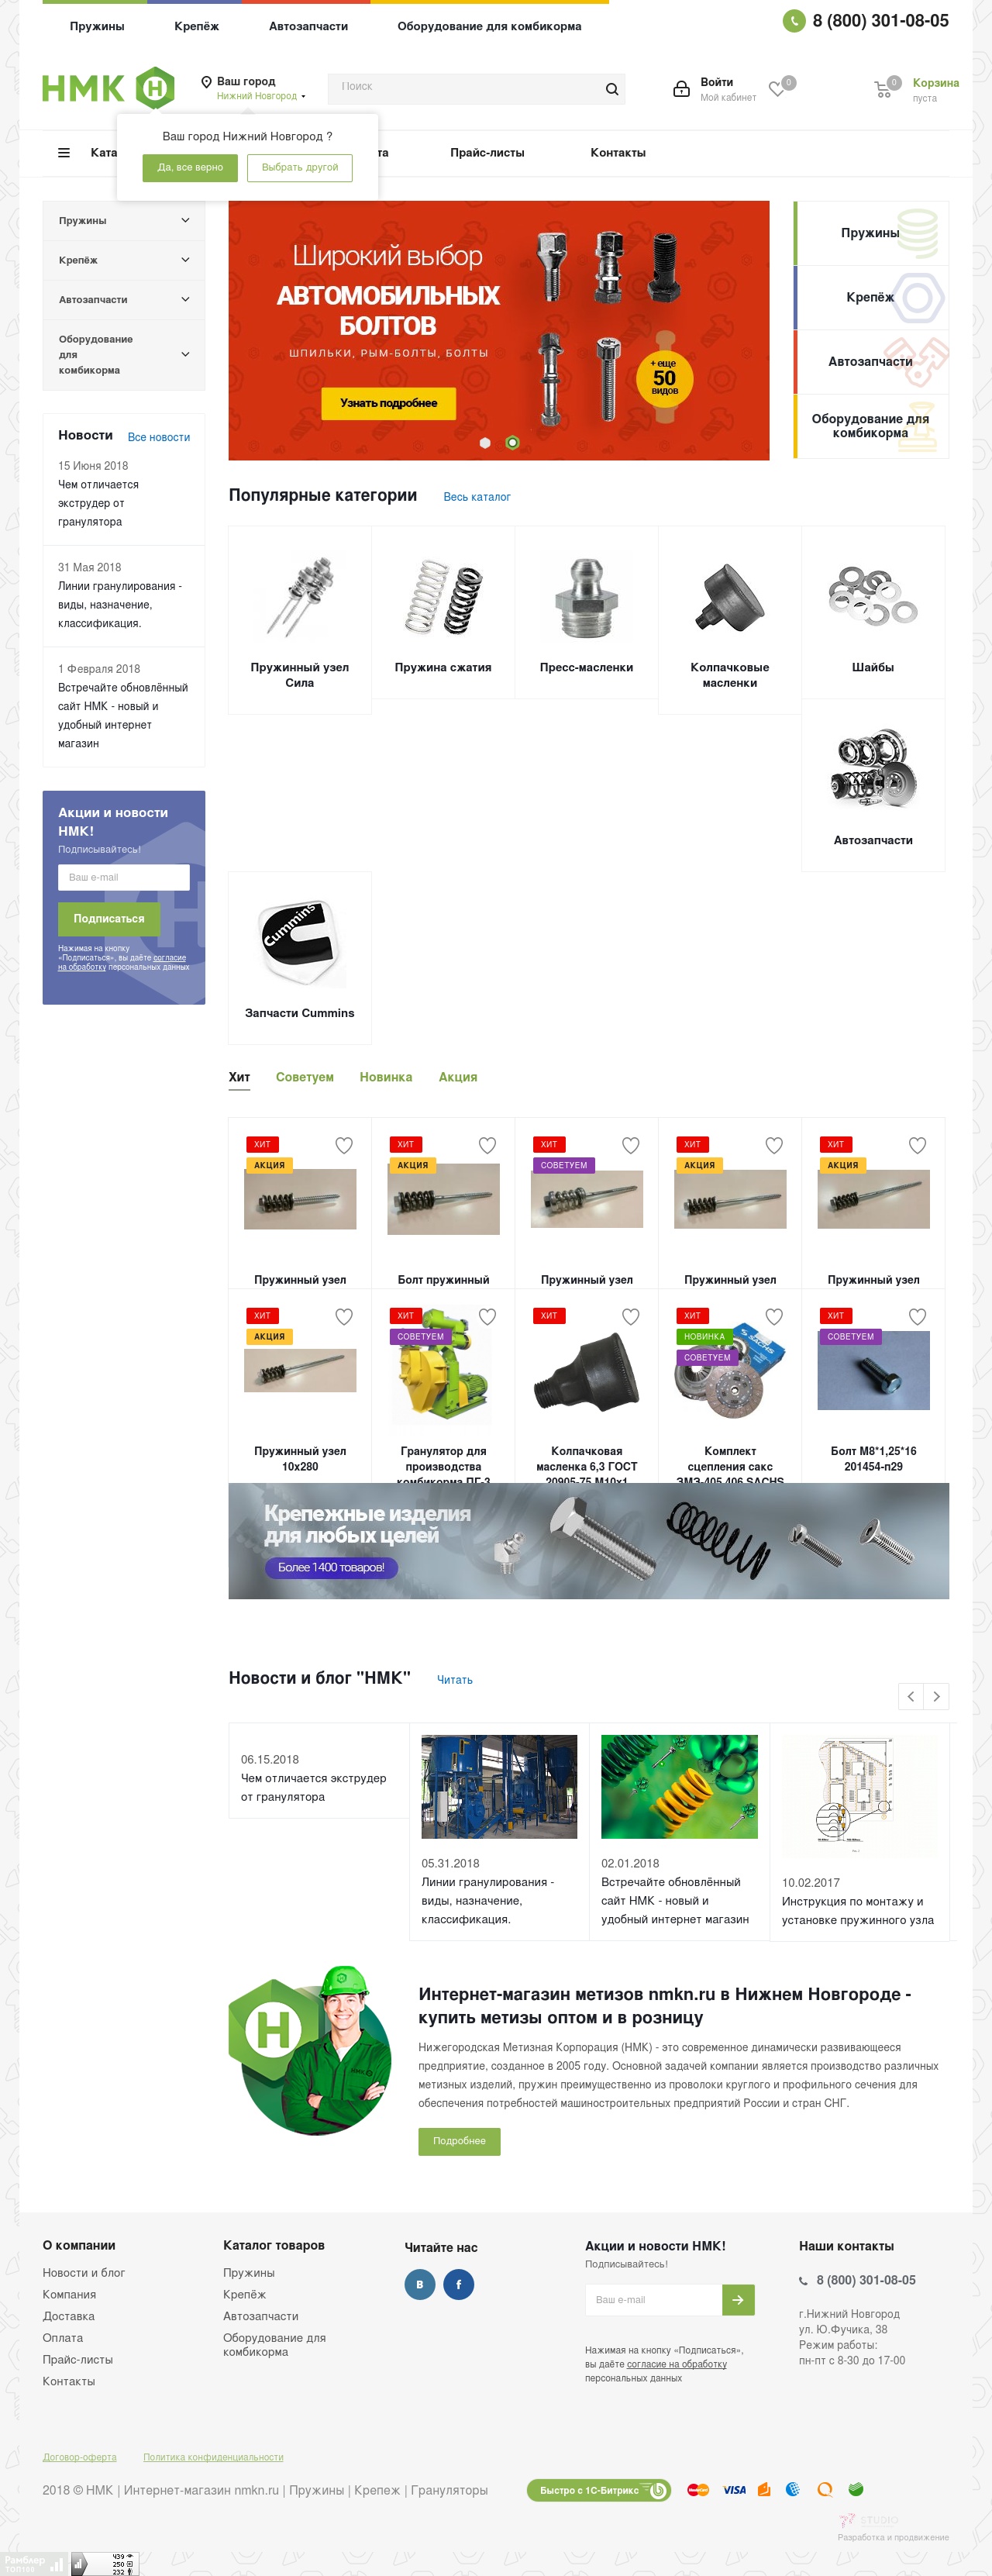 Пружины
Крепёж
Автозапчасти
Оборудование для комбикорма
8 (800) 301-08-05
НМК
Ваш город
Нижний Новгород
Поиск
Войти
Мой кабинет
0
0
Корзина
пуста
Ваш город Нижний Новгород ?
Да, все верно
Выбрать другой
Ката
та
Прайс-листы
Контакты
Пружины
Крепёж
Автозапчасти
Оборудование
для
комбикорма
Новости
Все новости
15 Июня 2018
Чем отличается
экструдер от
гранулятора
31 Мая 2018
Линии гранулирования -
виды, назначение,
классификация.
1 Февраля 2018
Встречайте обновлённый
сайт НМК - новый и
удобный интернет
магазин
Акции и новости
НМК!
Подписывайтесь!
Ваш e-mail
Подписаться
Нажимая на кнопку
«Подписаться», вы даёте согласие
на обработку персональных данных
Широкий выбор
АВТОМОБИЛЬНЫХ
БОЛТОВ
ШПИЛЬКИ, РЫМ-БОЛТЫ, БОЛТЫ
Узнать подробнее
+ еще
50
видов
Пружины
Крепёж
Автозапчасти
Оборудование для
комбикорма
Популярные категории
Весь каталог
Пружинный узел
Сила
Пружина сжатия
Пресс-масленки
Колпачковые
масленки
Шайбы
Автозапчасти
Cummins
Запчасти Cummins
Хит
Советуем
Новинка
Акция
ХИТ
АКЦИЯ
Пружинный узел
ХИТ
АКЦИЯ
Болт пружинный
ХИТ
СОВЕТУЕМ
Пружинный узел
ХИТ
АКЦИЯ
Пружинный узел
ХИТ
АКЦИЯ
Пружинный узел
ХИТ
АКЦИЯ
Пружинный узел
10х280
ХИТ
СОВЕТУЕМ
Гранулятор для
производства
комбикорма ПГ-3
ХИТ
Колпачковая
масленка 6,3 ГОСТ
20905-75 М10х1
ХИТ
НОВИНКА
СОВЕТУЕМ
SACHS
Комплект
сцепления сакс
ЗМЗ-405,406 SACHS
ХИТ
СОВЕТУЕМ
Болт М8*1,25*16
201454-п29
Крепежные изделия
для любых целей
Более 1400 товаров!
Новости и блог "НМК"
Читать
06.15.2018
Чем отличается экструдер
от гранулятора
05.31.2018
Линии гранулирования -
виды, назначение,
классификация.
02.01.2018
Встречайте обновлённый
сайт НМК - новый и
удобный интернет магазин
10.02.2017
Инструкция по монтажу и
установке пружинного узла
Интернет-магазин метизов nmkn.ru в Нижнем Новгороде -
купить метизы оптом и в розницу
Нижегородская Метизная Корпорация (НМК) - это современное динамически развивающееся
предприятие, созданное в 2005 году. Основной задачей компании является производство различных
метизных изделий, пружин преимущественно из проволоки круглого и профильного сечения для
обеспечения потребностей машиностроительных предприятий России и стран СНГ.
Подробнее
О компании
Новости и блог
Компания
Доставка
Оплата
Прайс-листы
Контакты
Каталог товаров
Пружины
Крепёж
Автозапчасти
Оборудование для
комбикорма
Читайте нас
Акции и новости НМК!
Подписывайтесь!
Ваш e-mail
Нажимая на кнопку «Подписаться»,
вы даёте согласие на обработку
персональных данных
Наши контакты
8 (800) 301-08-05
г.Нижний Новгород
ул. Ю.Фучика, 38
Режим работы:
пн-пт с 8-30 до 17-00
Договор-оферта
Политика конфиденциальности
2018 © НМК | Интернет-магазин nmkn.ru | Пружины | Крепеж | Грануляторы
Быстро с 1С-Битрикс
MasterCard
VISA
STUDIO
Разработка и продвижение
Рамблер
ТОП100
439
250
232